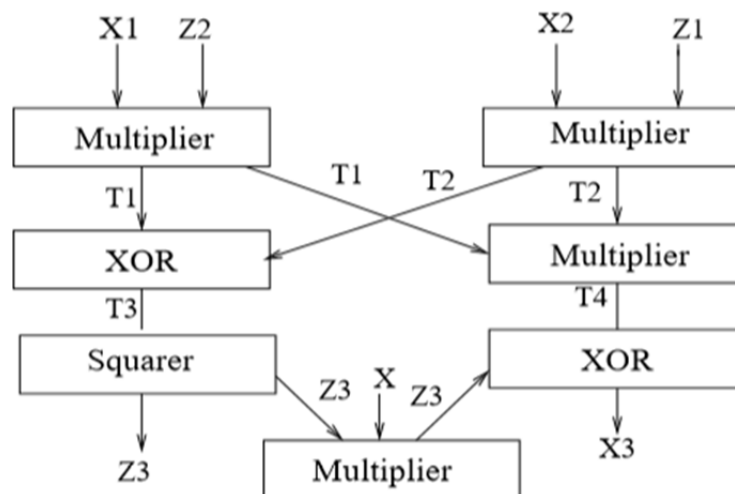 X1 Z2 X2 Z1
Multiplier Multiplier
T1 T1 T2 T2
XOR Multiplier
T3 T4
Squarer XOR
Z3 X Z3
Z3 Multiplier X3